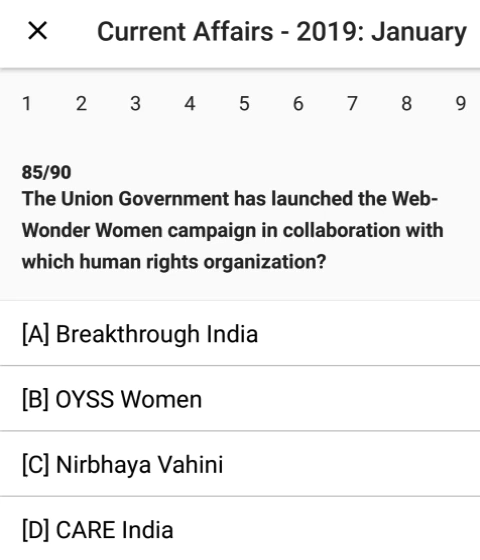 × Current Affairs - 2019: January
1 2 3 4 5 6 7 8 9
85/90
The Union Government has launched the Web-
Wonder Women campaign in collaboration with
which human rights organization?
[A] Breakthrough India
[B] OYSS Women
[C] Nirbhaya Vahini
[D] CARE India